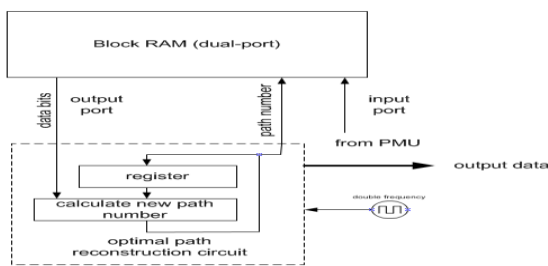 Block RAM (dual-port)
data bits
output
port
path number
input
port
from PMU
output data
register
double frequency
calculate new path
number
optimal path
reconstruction circuit